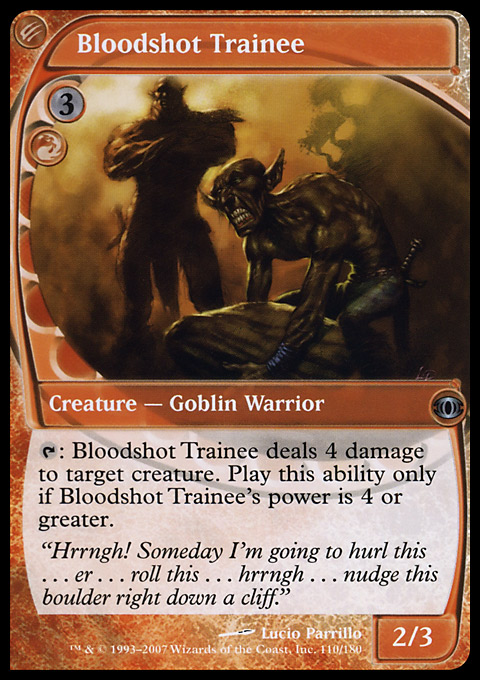 Bloodshot Trainee
3
Creature — Goblin Warrior
: Bloodshot Trainee deals 4 damage
to target creature. Play this ability only
if Bloodshot Trainee's power is 4 or
greater.
“Hrrngh! Someday I'm going to hurl this
. . . er . . . roll this . . . hrrngh . . . nudge this
boulder right down a cliff.”
Lucio Parrillo
™ & © 1993–2007 Wizards of the Coast, Inc. 110/180
2/3